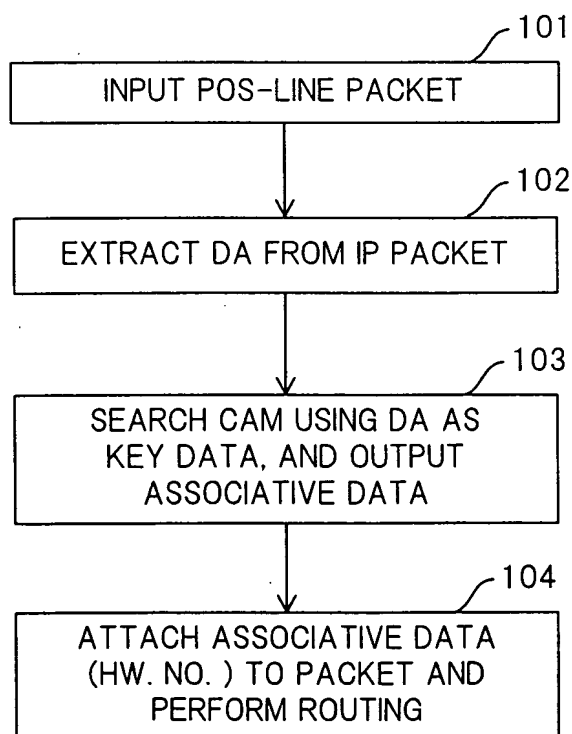 101
INPUT POS-LINE PACKET
102
EXTRACT DA FROM IP PACKET
103
SEARCH CAM USING DA AS
KEY DATA, AND OUTPUT
ASSOCIATIVE DATA
104
ATTACH ASSOCIATIVE DATA
(HW. NO. ) TO PACKET AND
PERFORM ROUTING